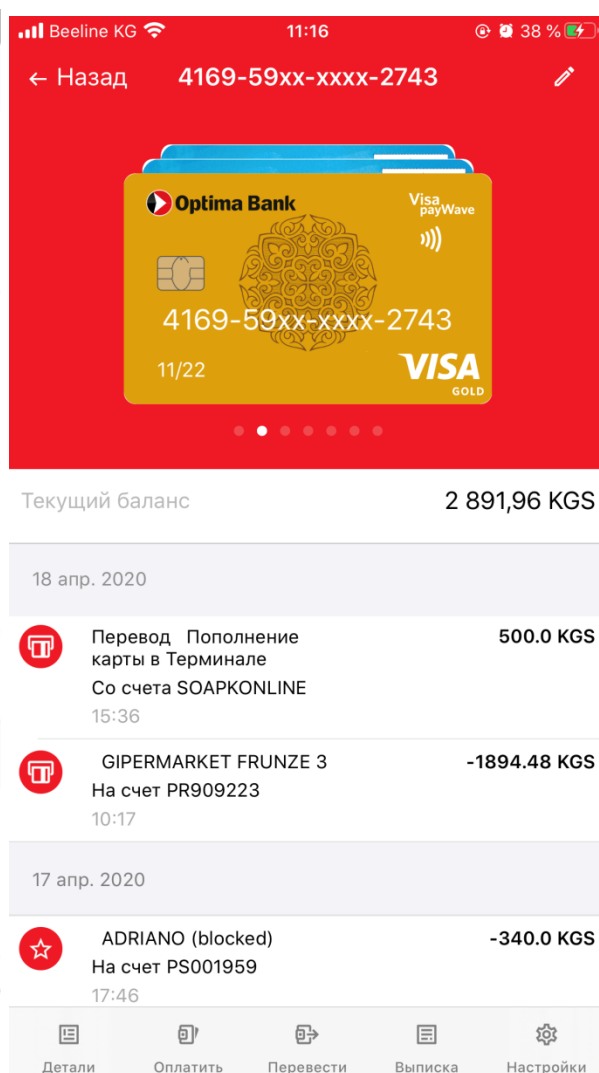 Beeline KG 11:16 38 %
← Назад 4169-59xx-xxxx-2743
Optima Bank
Visa
payWave
4169-59xx-xxxx-2743
11/22
VISA
GOLD
Текущий баланс 2 891,96 KGS
18 апр. 2020
Перевод Пополнение 500.0 KGS
карты в Терминале
Со счета SOAPKONLINE
15:36
GIPERMARKET FRUNZE 3 -1894.48 KGS
На счет PR909223
10:17
17 апр. 2020
ADRIANO (blocked) -340.0 KGS
На счет PS001959
17:46
Детали Оплатить Перевести Выписка Настройки